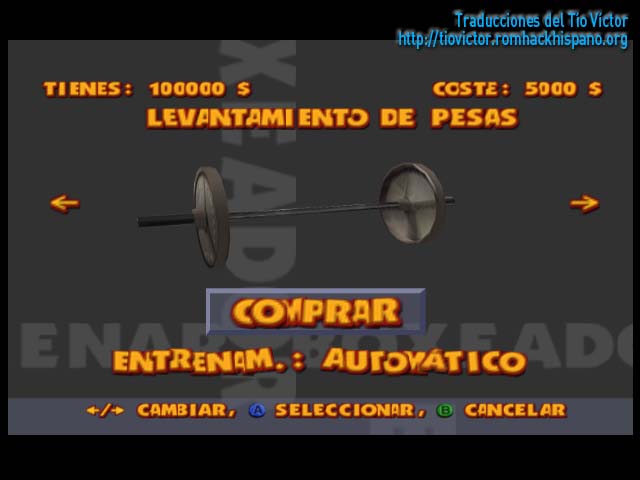 Traducciones del Tío Víctor
http://tiovictor.romhackhispano.org
TIENES: 100000 $ COSTE: 5000 $
LEVANTAMIENTO DE PESAS
COMPRAR
ENTRENAM.: AUTOMÁTICO
←/→ CAMBIAR, A SELECCIONAR, B CANCELAR